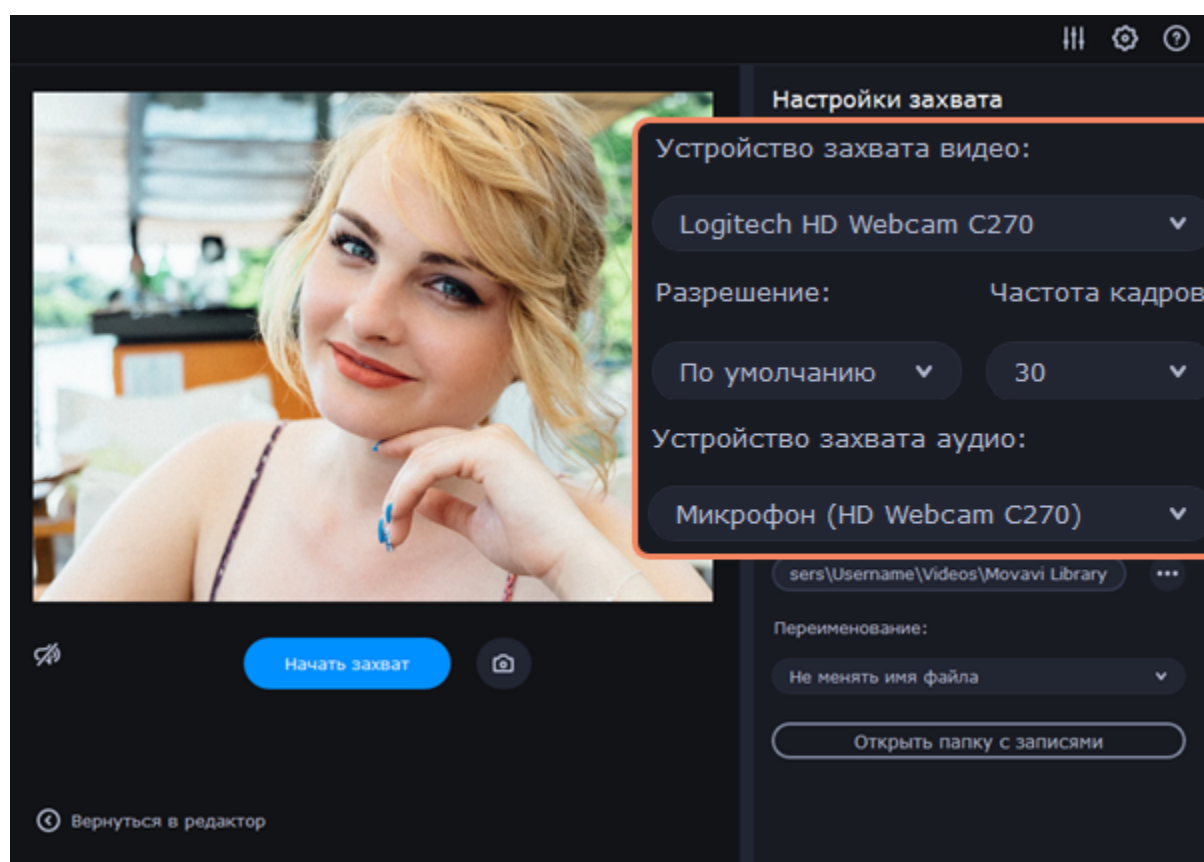 Настройки захвата
Устройство захвата видео:
Logitech HD Webcam C270
Разрешение: Частота кадров
По умолчанию 30
Устройство захвата аудио:
Микрофон (HD Webcam C270)
sers\Username\Videos\Movavi Library
Переименование:
Не менять имя файла
Открыть папку с записями
Начать захват
Вернуться в редактор